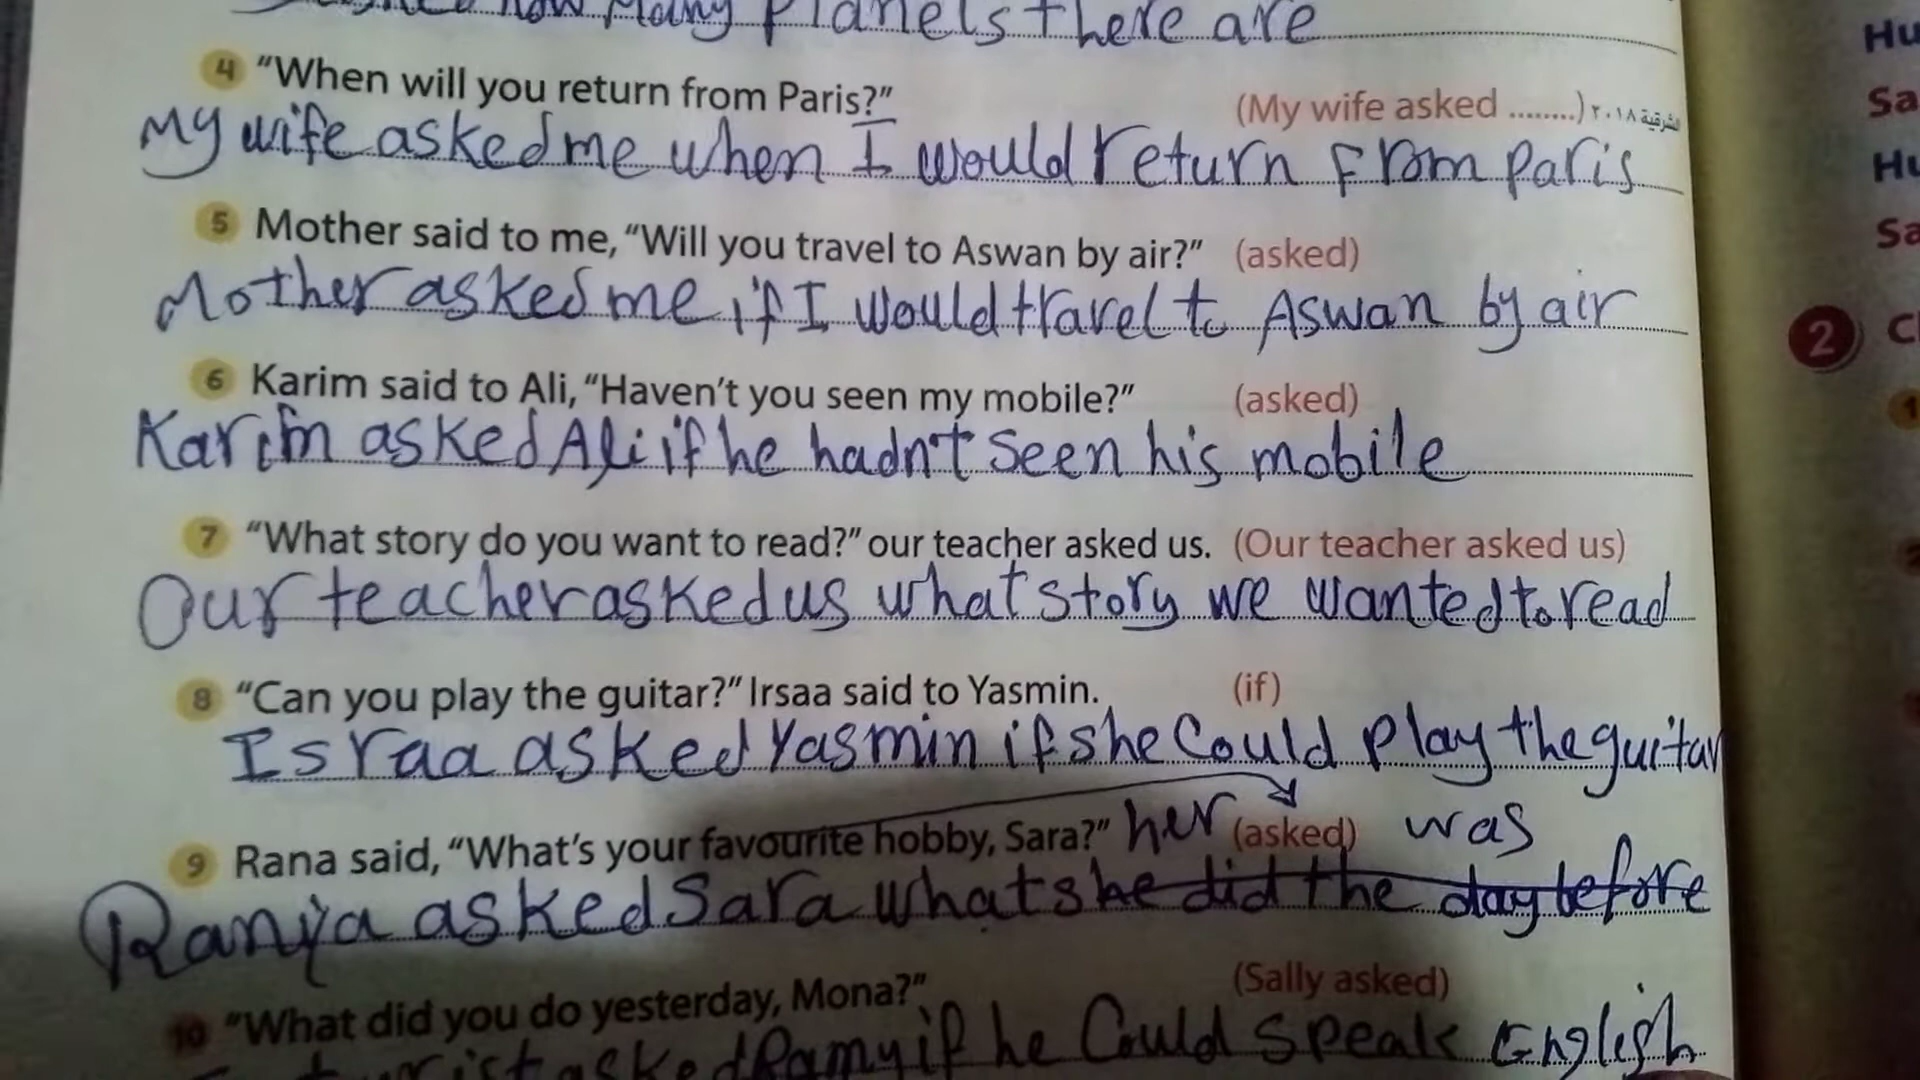 how many planets there are
4 "When will you return from Paris?" (My wife asked ........) الشرقية ٢٠١٨
My wife asked me when I would return from paris
5 Mother said to me, "Will you travel to Aswan by air?" (asked)
Mother asked me if I would travel to Aswan by air
6 Karim said to Ali, "Haven't you seen my mobile?" (asked)
Karim asked Ali if he hadn't seen his mobile
7 "What story do you want to read?" our teacher asked us. (Our teacher asked us)
Our teacher asked us what story we wanted to read
8 "Can you play the guitar?" Irsaa said to Yasmin. (if)
Israa asked Yasmin if she could play the guitar
9 Rana said, "What's your favourite hobby, Sara?" her (asked) was
Ranya asked Sara what she did the day before
10 "What did you do yesterday, Mona?" (Sally asked)
asked Ramy if he could speak English
Hu
Sa
Hu
Sa
2 Cl
1